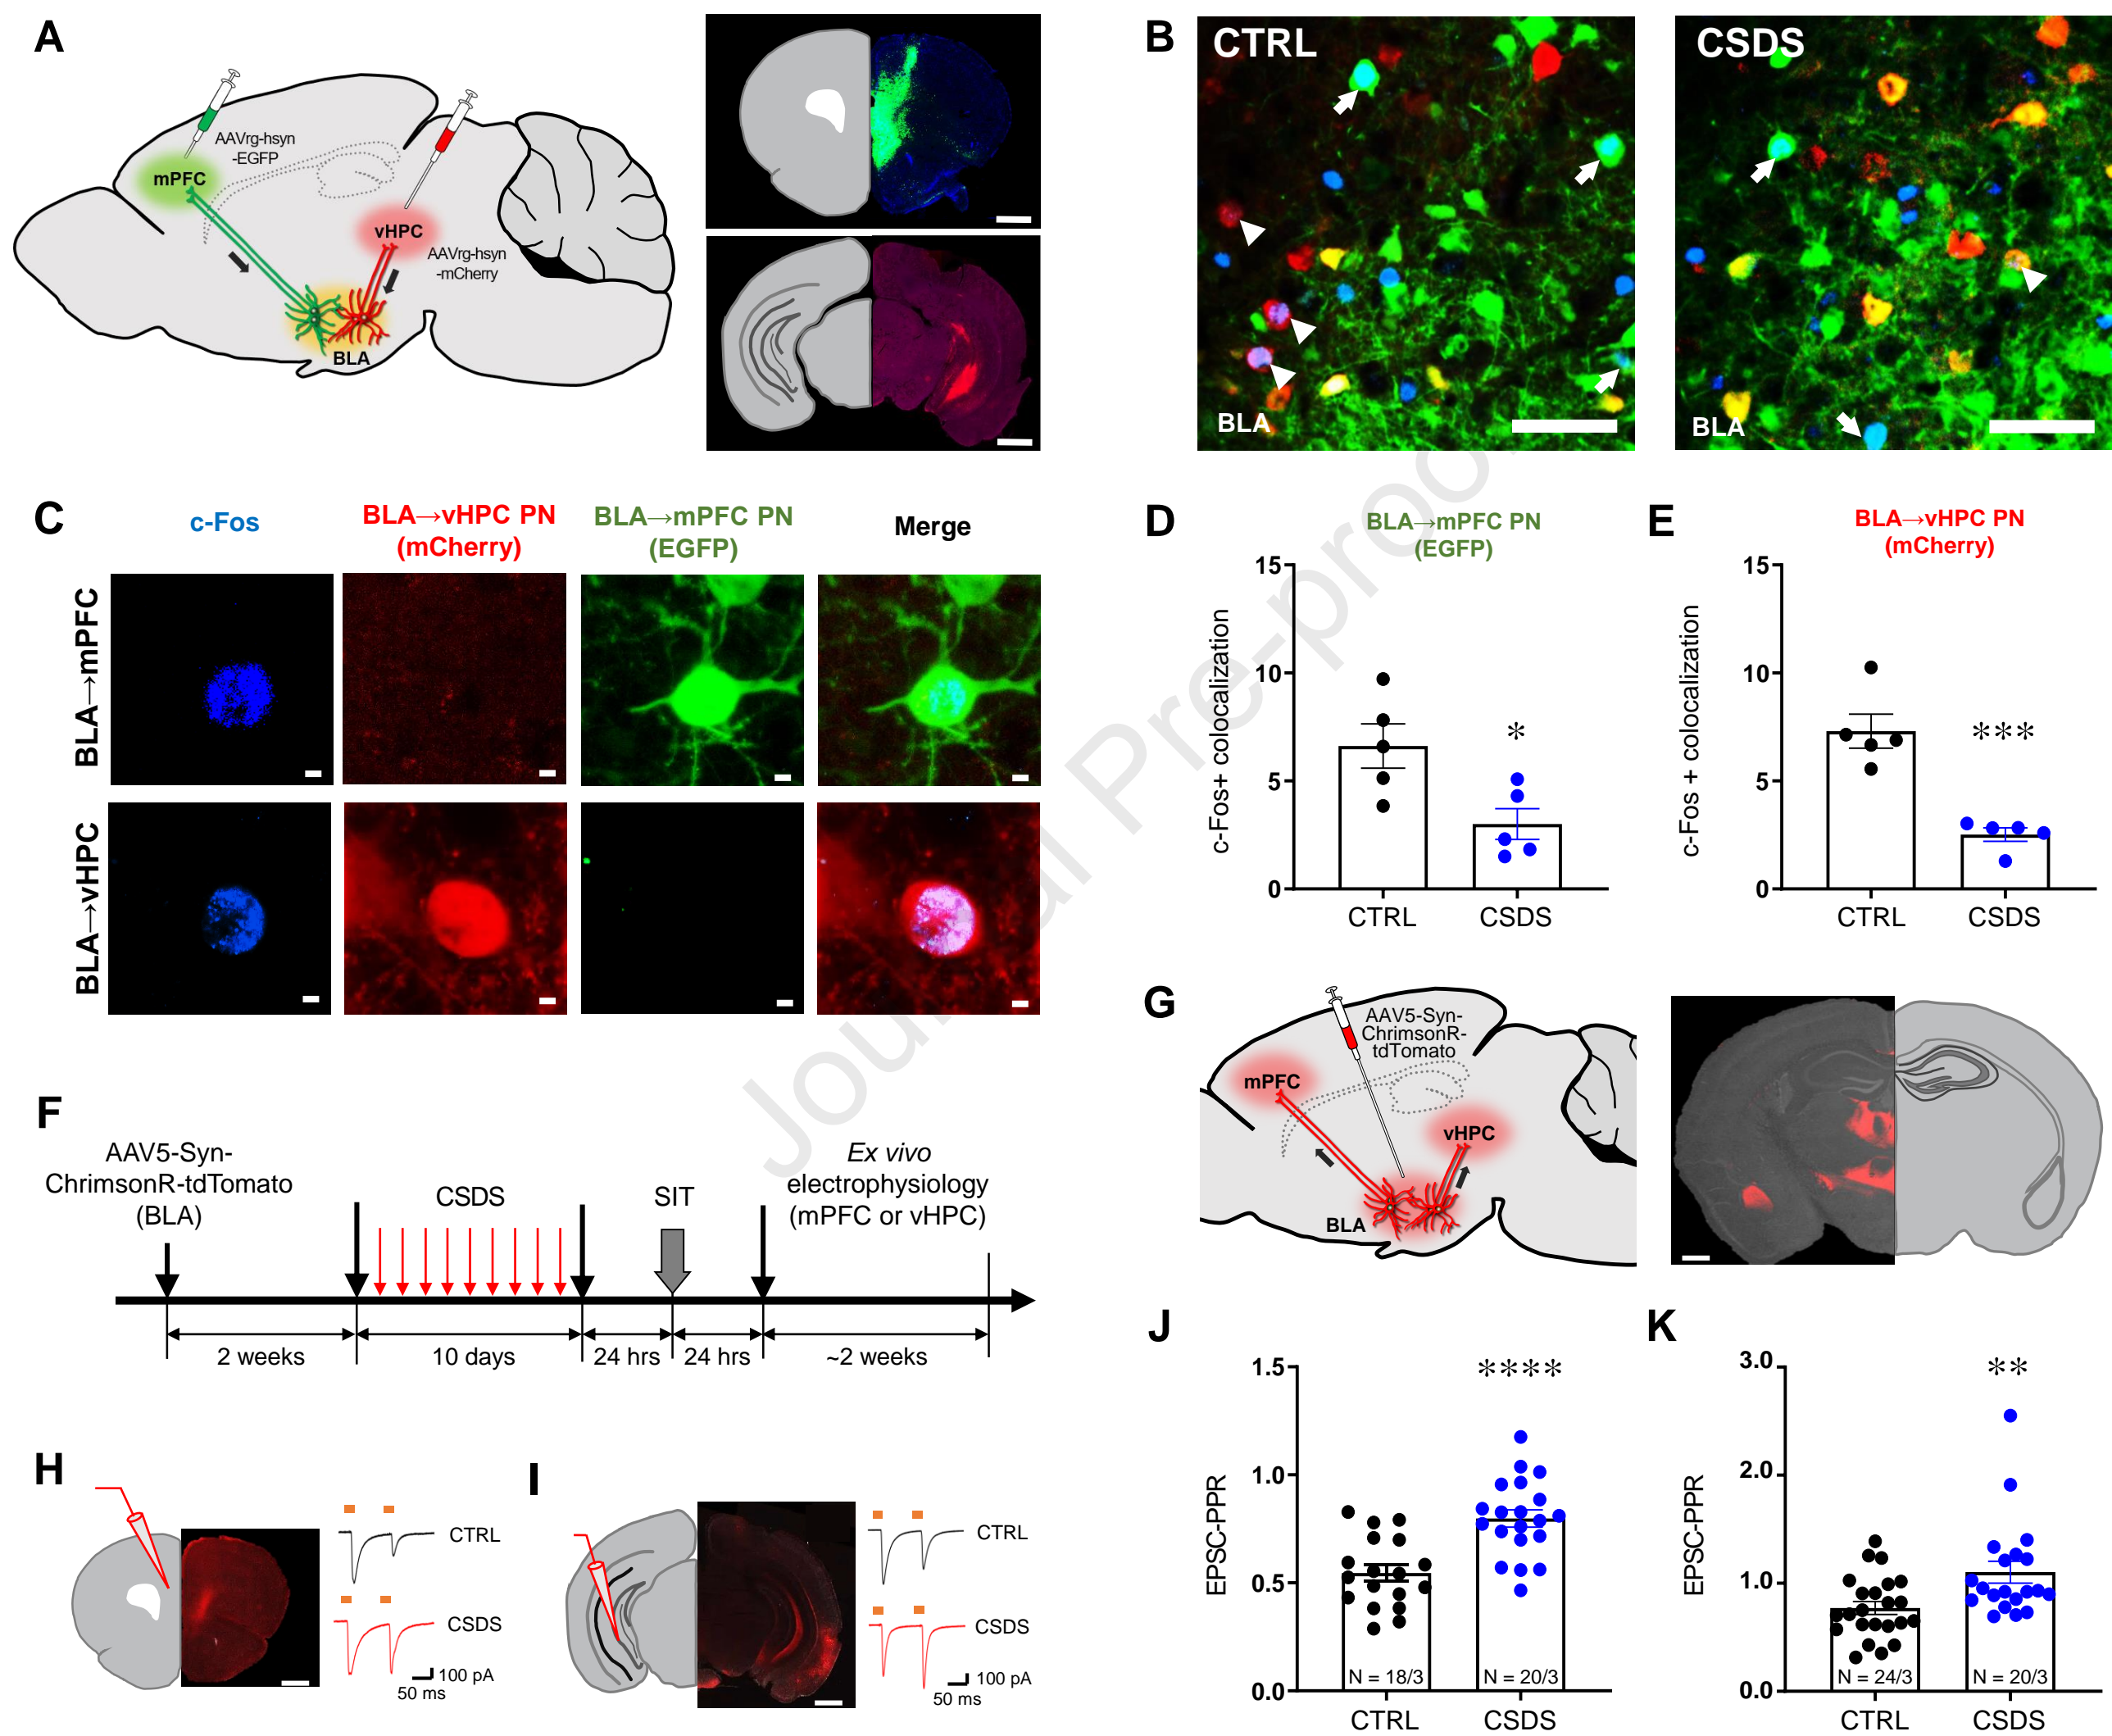 A
AAVrg-hsyn
-EGFP
mPFC
vHPC
AAVrg-hsyn
-mCherry
BLA
B
CTRL
BLA
CSDS
BLA
C
c-Fos
BLA→vHPC PN
(mCherry)
BLA→mPFC PN
(EGFP)
Merge
BLA→mPFC
BLA→vHPC
D
BLA→mPFC PN
(EGFP)
c-Fos+ colocalization
15
10
5
0
*
CTRL
CSDS
E
BLA→vHPC PN
(mCherry)
c-Fos + colocalization
15
10
5
0
***
CTRL
CSDS
Journal Pre-proof
F
AAV5-Syn-
ChrimsonR-tdTomato
(BLA)
CSDS
SIT
Ex vivo
electrophysiology
(mPFC or vHPC)
2 weeks
10 days
24 hrs
24 hrs
~2 weeks
G
AAV5-Syn-
ChrimsonR-
tdTomato
mPFC
vHPC
BLA
H
CTRL
CSDS
100 pA
50 ms
I
CTRL
CSDS
100 pA
50 ms
J
EPSC-PPR
1.5
1.0
0.5
0.0
****
N = 18/3
N = 20/3
CTRL
CSDS
K
EPSC-PPR
3.0
2.0
1.0
0.0
**
N = 24/3
N = 20/3
CTRL
CSDS